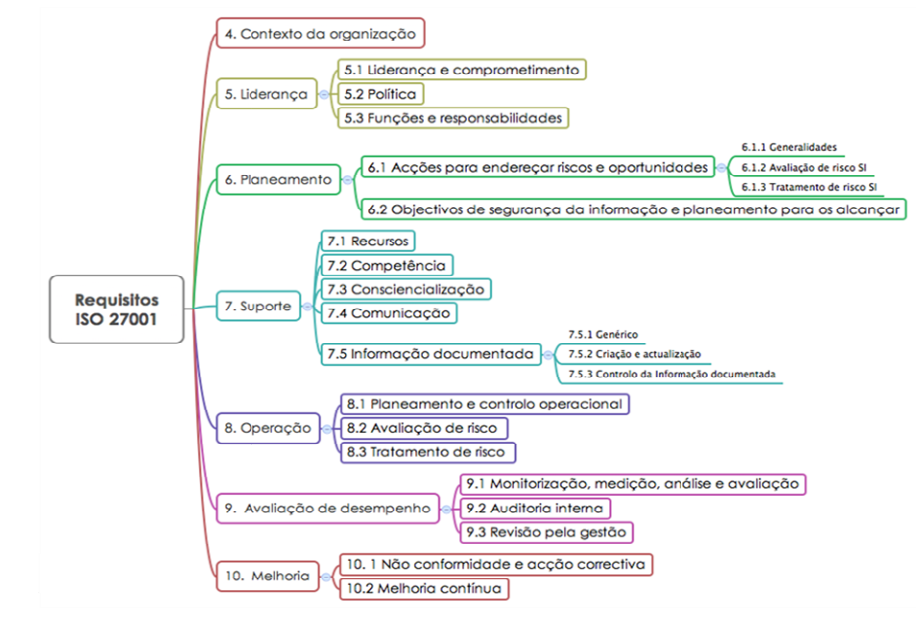 Requisitos
ISO 27001
4. Contexto da organização
5. Liderança
5.1 Liderança e comprometimento
5.2 Política
5.3 Funções e responsabilidades
6. Planeamento
6.1 Acções para endereçar riscos e oportunidades
6.1.1 Generalidades
6.1.2 Avaliação de risco SI
6.1.3 Tratamento de risco SI
6.2 Objectivos de segurança da informação e planeamento para os alcançar
7. Suporte
7.1 Recursos
7.2 Competência
7.3 Consciencialização
7.4 Comunicação
7.5 Informação documentada
7.5.1 Genérico
7.5.2 Criação e actualização
7.5.3 Controlo da Informação documentada
8. Operação
8.1 Planeamento e controlo operacional
8.2 Avaliação de risco
8.3 Tratamento de risco
9. Avaliação de desempenho
9.1 Monitorização, medição, análise e avaliação
9.2 Auditoria interna
9.3 Revisão pela gestão
10. Melhoria
10. 1 Não conformidade e acção correctiva
10.2 Melhoria contínua